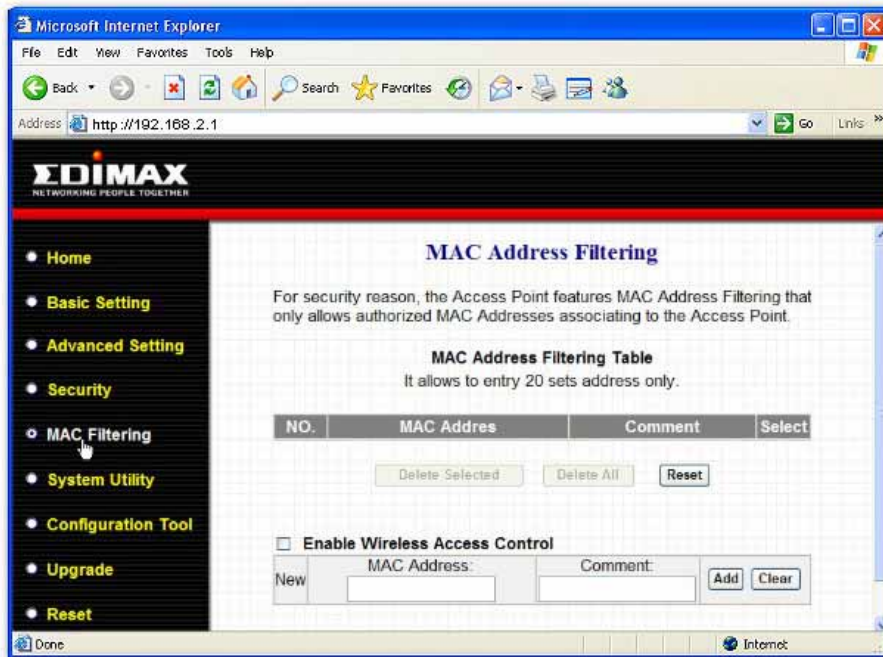 Microsoft Internet Explorer
File Edit View Favorites Tools Help
Back Search Favorites
Address http://192.168.2.1 Go Links »
EDIMAX
NETWORKING PEOPLE TOGETHER
Home
Basic Setting
Advanced Setting
Security
MAC Filtering
System Utility
Configuration Tool
Upgrade
Reset
MAC Address Filtering
For security reason, the Access Point features MAC Address Filtering that
only allows authorized MAC Addresses associating to the Access Point.
MAC Address Filtering Table
It allows to entry 20 sets address only.
NO. MAC Addres Comment Select
Delete Selected Delete All Reset
Enable Wireless Access Control
New MAC Address: Comment: Add Clear
Done Internet